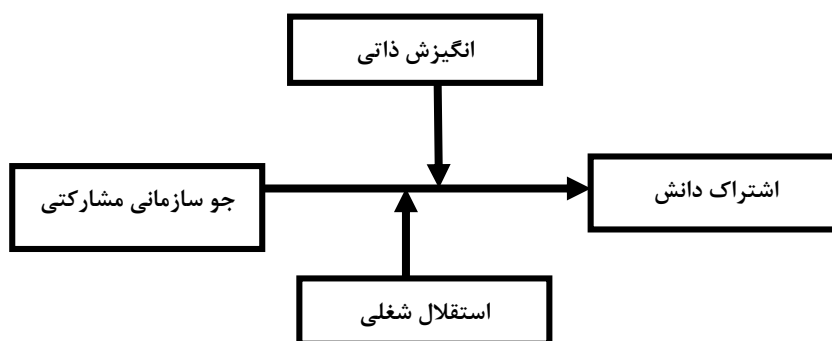 انگیزش ذاتی
اشتراک دانش
جو سازمانی مشارکتی
استقلال شغلی